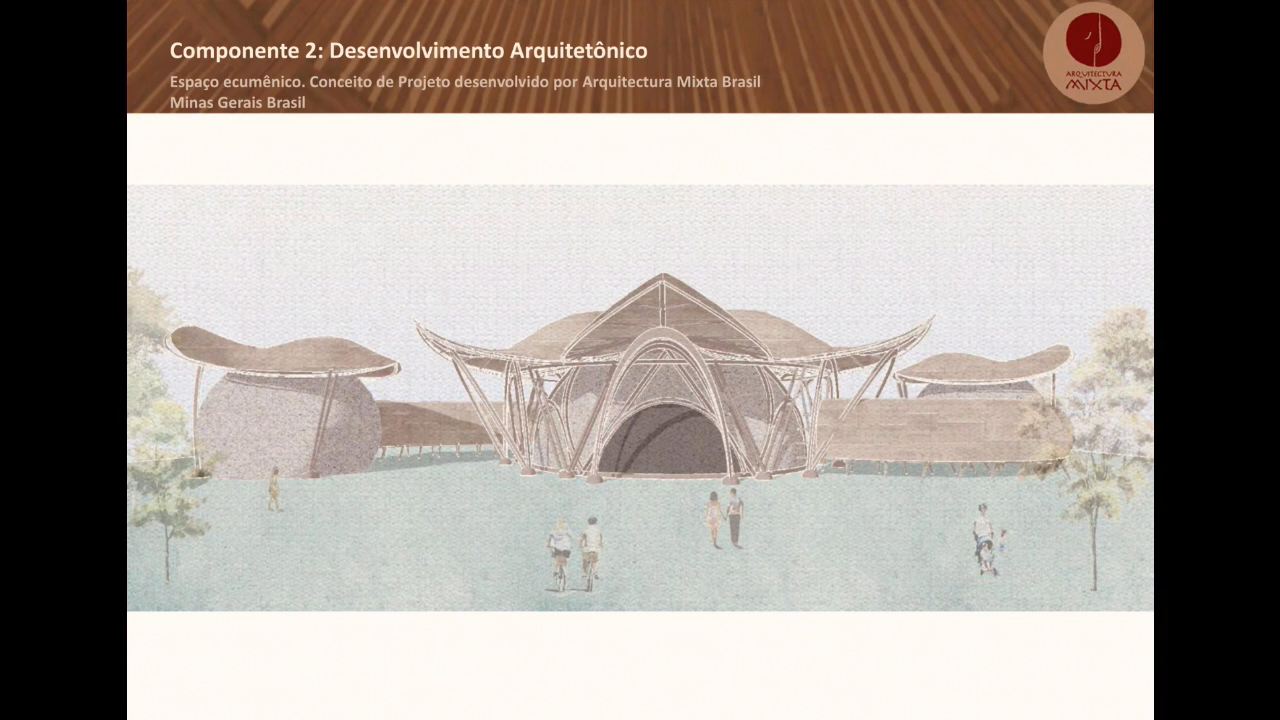 Componente 2: Desenvolvimento Arquitetônico
Espaço ecumênico. Conceito de Projeto desenvolvido por Arquitectura Mixta Brasil
Minas Gerais Brasil
ARQUITECTURA
MIXTA